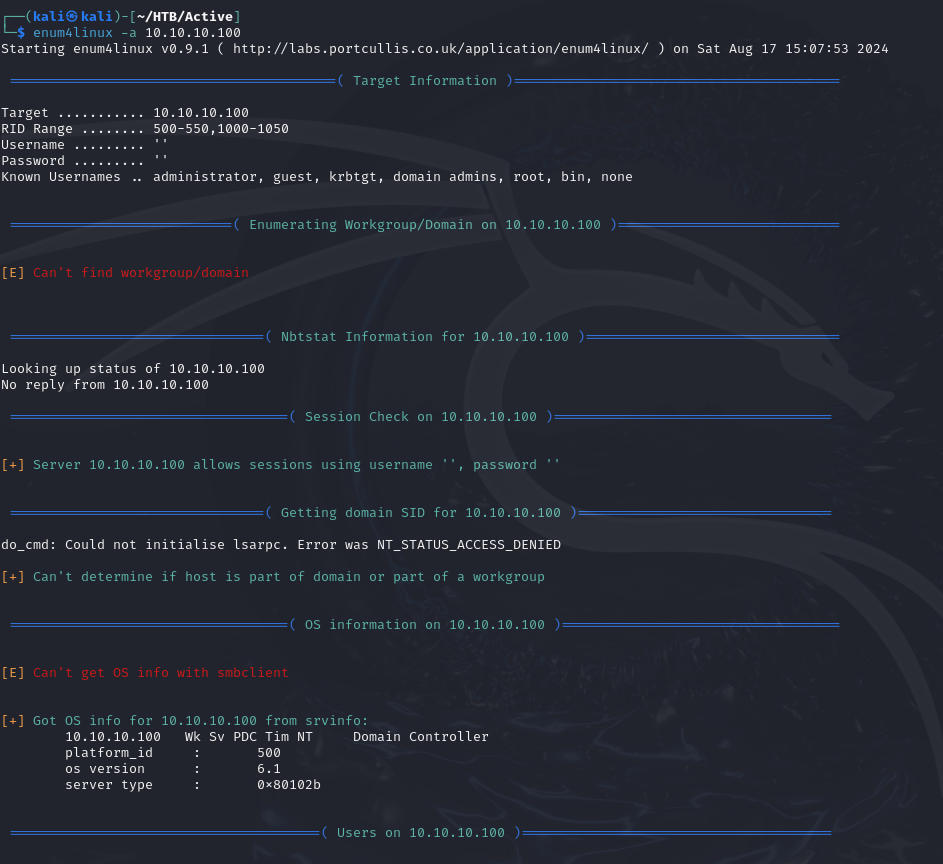 ┌──(kali㉿kali)-[~/HTB/Active]
└─$ enum4linux -a 10.10.10.100
Starting enum4linux v0.9.1 ( http://labs.portcullis.co.uk/application/enum4linux/ ) on Sat Aug 17 15:07:53 2024
=========================================( Target Information )=========================================
Target ........... 10.10.10.100
RID Range ........ 500-550,1000-1050
Username ......... ''
Password ......... ''
Known Usernames .. administrator, guest, krbtgt, domain admins, root, bin, none
============================( Enumerating Workgroup/Domain on 10.10.10.100 )============================
[E] Can't find workgroup/domain
================================( Nbtstat Information for 10.10.10.100 )================================
Looking up status of 10.10.10.100
No reply from 10.10.10.100
===================================( Session Check on 10.10.10.100 )===================================
[+] Server 10.10.10.100 allows sessions using username '', password ''
================================( Getting domain SID for 10.10.10.100 )================================
do_cmd: Could not initialise lsarpc. Error was NT_STATUS_ACCESS_DENIED
[+] Can't determine if host is part of domain or part of a workgroup
===================================( OS information on 10.10.10.100 )===================================
[E] Can't get OS info with smbclient
[+] Got OS info for 10.10.10.100 from srvinfo:
10.10.10.100   Wk Sv PDC Tim NT     Domain Controller
platform_id     :       500
os version      :       6.1
server type     :       0x80102b
=======================================( Users on 10.10.10.100 )=======================================